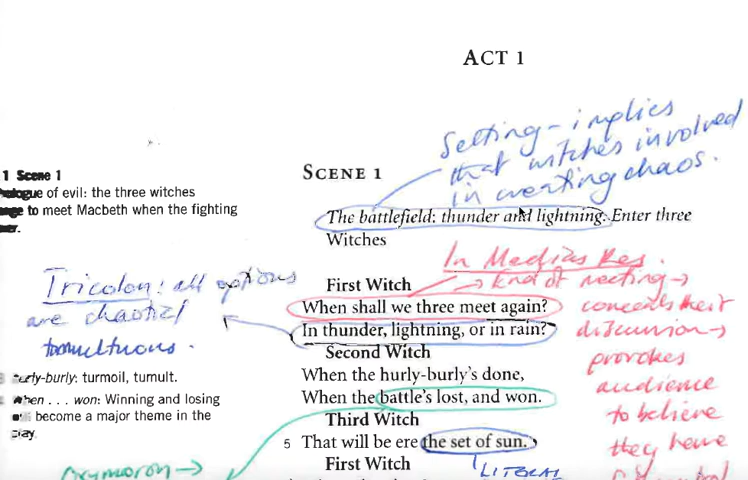 ACT 1
Setting – implies
that witches involved
in creating chaos.
1 Scene 1
of evil: the three witches
to meet Macbeth when the fighting
SCENE 1
The battlefield: thunder and lightning. Enter three
Witches
In Medias Res.
→ End of meeting →
conceals their
discussion →
provokes
audience
to believe
they have
Tricolon: all options
are chaotic/
tumultuous.
First Witch
When shall we three meet again?
In thunder, lightning, or in rain?
Second Witch
When the hurly-burly's done,
When the battle's lost, and won.
Third Witch
5 That will be ere the set of sun.
First Witch
hurly-burly: turmoil, tumult.
When . . . won: Winning and losing
become a major theme in the
play.
Oxymoron →
LITERAL